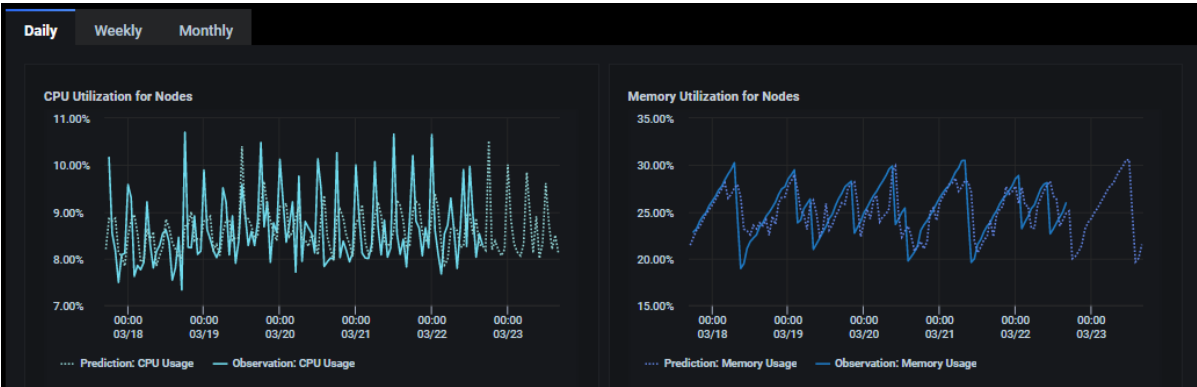 Daily Weekly Monthly
CPU Utilization for Nodes
11.00%
10.00%
9.00%
8.00%
7.00%
00:00 00:00 00:00 00:00 00:00 00:00
03/18 03/19 03/20 03/21 03/22 03/23
Prediction: CPU Usage Observation: CPU Usage
Memory Utilization for Nodes
35.00%
30.00%
25.00%
20.00%
15.00%
00:00 00:00 00:00 00:00 00:00 00:00
03/18 03/19 03/20 03/21 03/22 03/23
Prediction: Memory Usage Observation: Memory Usage